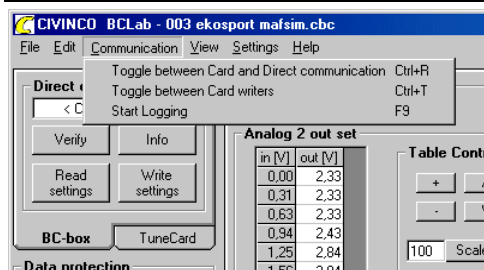 CIVINCO BCLab - 003 ekosport mafsim.cbc
File Edit Communication View Settings Help
Toggle between Card and Direct communication Ctrl+R
Toggle between Card writers Ctrl+T
Start Logging F9
Direct
< C
Verify Info
Read settings Write settings
BC-box TuneCard
Data protection
Analog 2 out set
in [V] out [V]
0,00 2,33
0,31 2,33
0,63 2,33
0,94 2,43
1,25 2,84
Table Cont
+
-
100 Scale